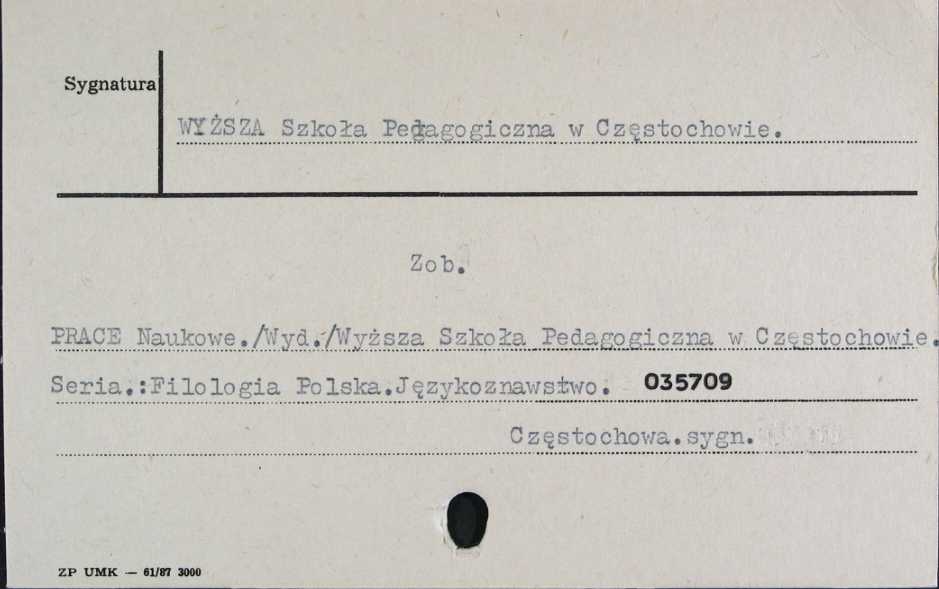 Sygnatura
WYŻSZA Szkoła Pedagogiczna w Częstochowie.
Zob.
PRACE Naukowe./Wyd./Wyższa Szkoła Pedagogiczna w Częstochowie.
Seria.:Filologia Polska.Językoznawstwo. 035709
Częstochowa.sygn.
ZP UMK — 61/87 3000